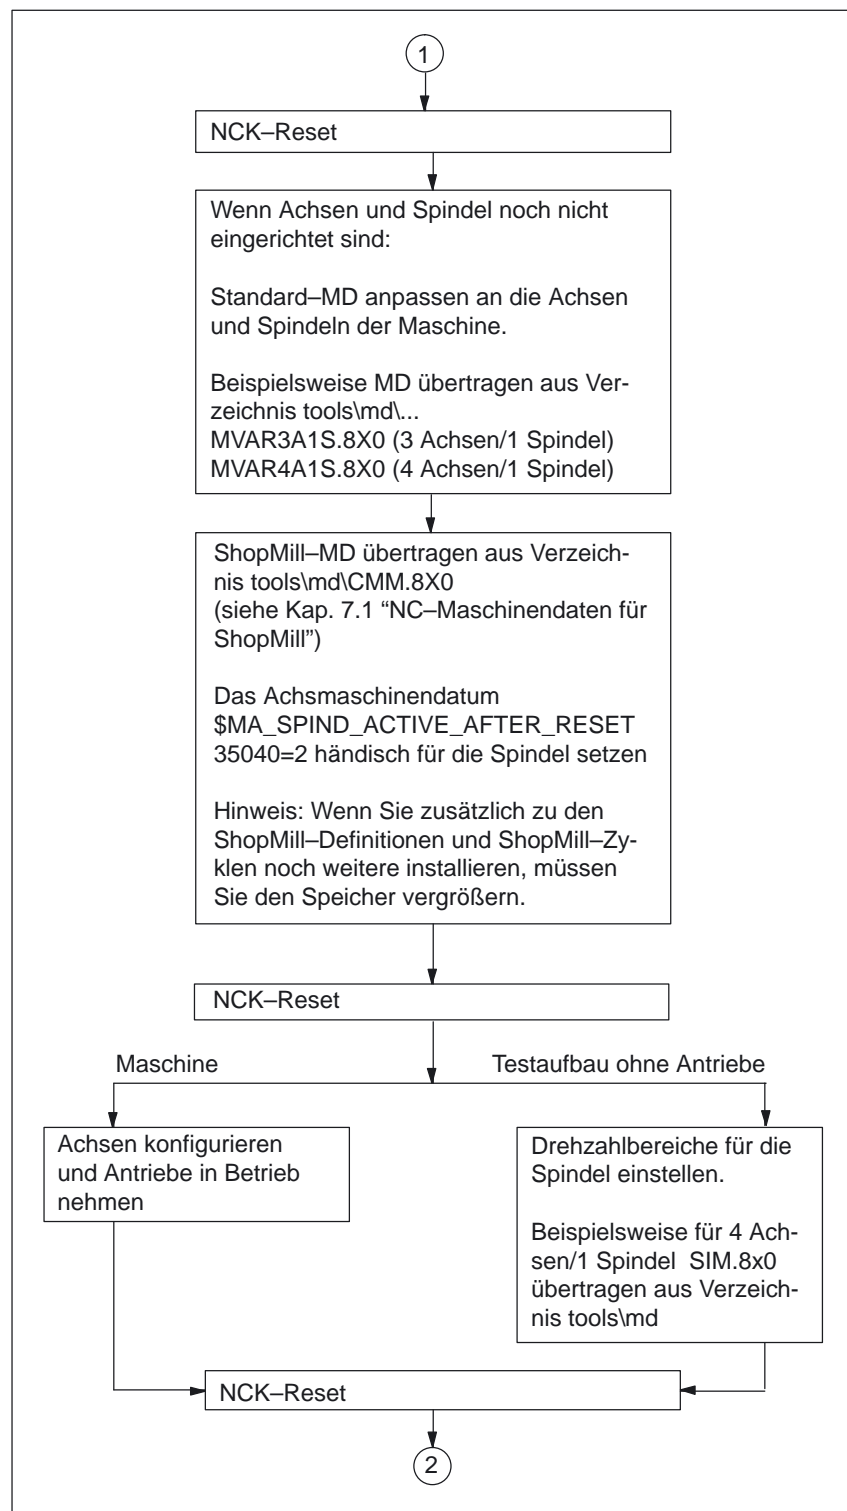 1
NCK–Reset
Wenn Achsen und Spindel noch nicht
eingerichtet sind:
Standard–MD anpassen an die Achsen
und Spindeln der Maschine.
Beispielsweise MD übertragen aus Ver-
zeichnis tools\md\...
MVAR3A1S.8X0 (3 Achsen/1 Spindel)
MVAR4A1S.8X0 (4 Achsen/1 Spindel)
ShopMill–MD übertragen aus Verzeich-
nis tools\md\CMM.8X0
(siehe Kap. 7.1 “NC–Maschinendaten für
ShopMill”)
Das Achsmaschinendatum
$MA_SPIND_ACTIVE_AFTER_RESET
35040=2 händisch für die Spindel setzen
Hinweis: Wenn Sie zusätzlich zu den
ShopMill–Definitionen und ShopMill–Zy-
klen noch weitere installieren, müssen
Sie den Speicher vergrößern.
NCK–Reset
Maschine
Testaufbau ohne Antriebe
Achsen konfigurieren
und Antriebe in Betrieb
nehmen
Drehzahlbereiche für die
Spindel einstellen.
Beispielsweise für 4 Ach-
sen/1 Spindel  SIM.8x0
übertragen aus Verzeich-
nis tools\md
NCK–Reset
2